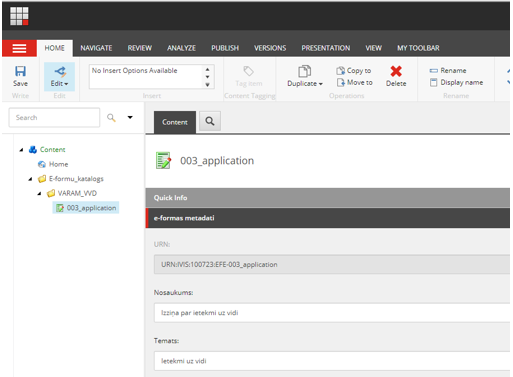 HOME NAVIGATE REVIEW ANALYZE PUBLISH VERSIONS PRESENTATION VIEW MY TOOLBAR
No Insert Options Available
Copy to
Rename
Save Edit Tag Item Duplicate Move to Delete Display name
Write Edit Insert Content Tagging Operations Rename
Search
Content
Content
Home
003_application
E-formu_katalogs
VARAM_VVD
Quick Info
003_application
e-formas metadati
URN:
URN:IVIS:100723:EFE-003_application
Nosaukums:
Izziņa par ietekmi uz vidi
Temats:
Ietekmi uz vidi